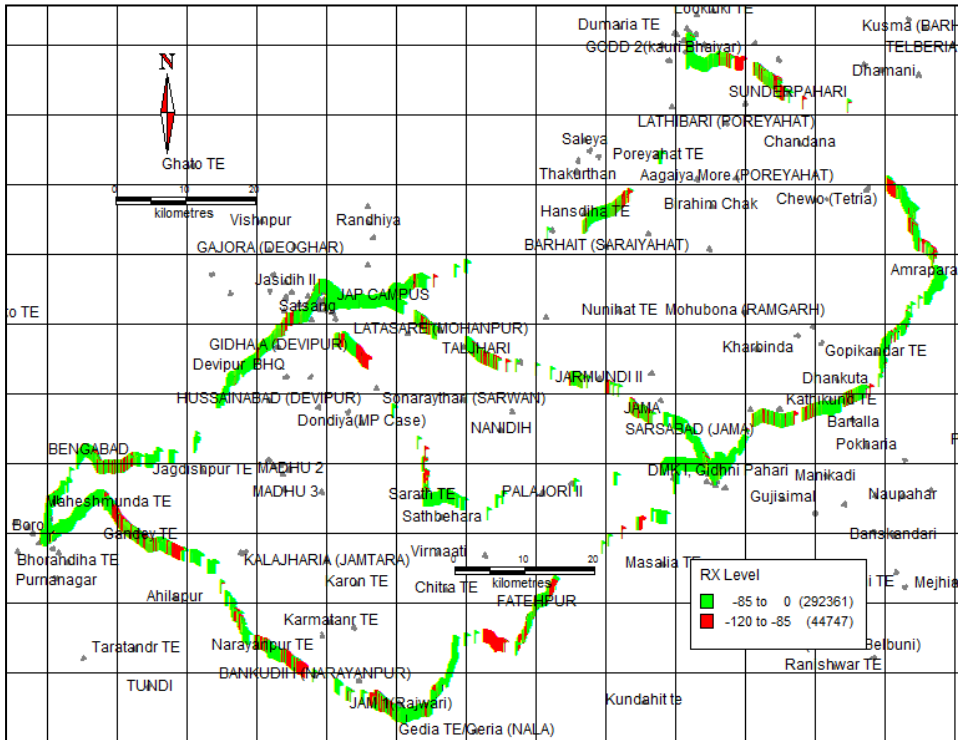 Dumaria TE
Kusma (BARH
GODD 2(kauri Bhaiyar)
TELBERIA
Dhamani
N
SUNDERPAHARI
LATHIBARI (POREYAHAT)
Saleya
Chandana
Poreyahat TE
Ghato TE
0 10 20
kilometres
Thakurthan
Aagaiya More (POREYAHAT)
Hansdiha TE
Birahim Chak
Chewo (Tetria)
Vishnpur
Randhiya
GAJORA (DEOGHAR)
BARHAIT (SARAIYAHAT)
Amrapara
Jasidih II
JAP CAMPUS
Satsang
to TE
Nunihat TE
Mohubona (RAMGARH)
LATASARE (MOHANPUR)
GIDHAJA (DEVIPUR)
TALJHARI
Kharbinda
Gopikandar TE
Devipur BHQ
JARMUNDI II
Dhankuta
HUSSAINABAD (DEVIPUR)
Sonaraythari (SARWAN)
JAMA
Kathikund TE
Dondiya(MP Case)
NANIDIH
SARSABAD (JAMA)
Bartalla
Pokharia
BENGABAD
Jagdishpur TE
MADHU 2
DMK I, Gidhni Pahari
Manikadi
MADHU 3
Sarath TE
PALAJORI II
Gujisimal
Naupahar
Maheshmunda TE
Sathbehara
Boro
Gandey TE
Banskandari
Bhorandiha TE
KALAJHARIA (JAMTARA)
Virmaati
Masalia TE
Purnanagar
Karon TE
0 10 20
kilometres
Chitra TE
i TE
Mejhia
Ahilapur
FATEHPUR
RX Level
-85 to 0 (292361)
-120 to -85 (44747)
Karmatanr TE
Taratandr TE
Narayanpur TE
Belbuni)
Ranishwar TE
BANKUDIH (NARAYANPUR)
TUNDI
JAM 1(Rajwari)
Kundahit te
Gedia TE/Geria (NALA)